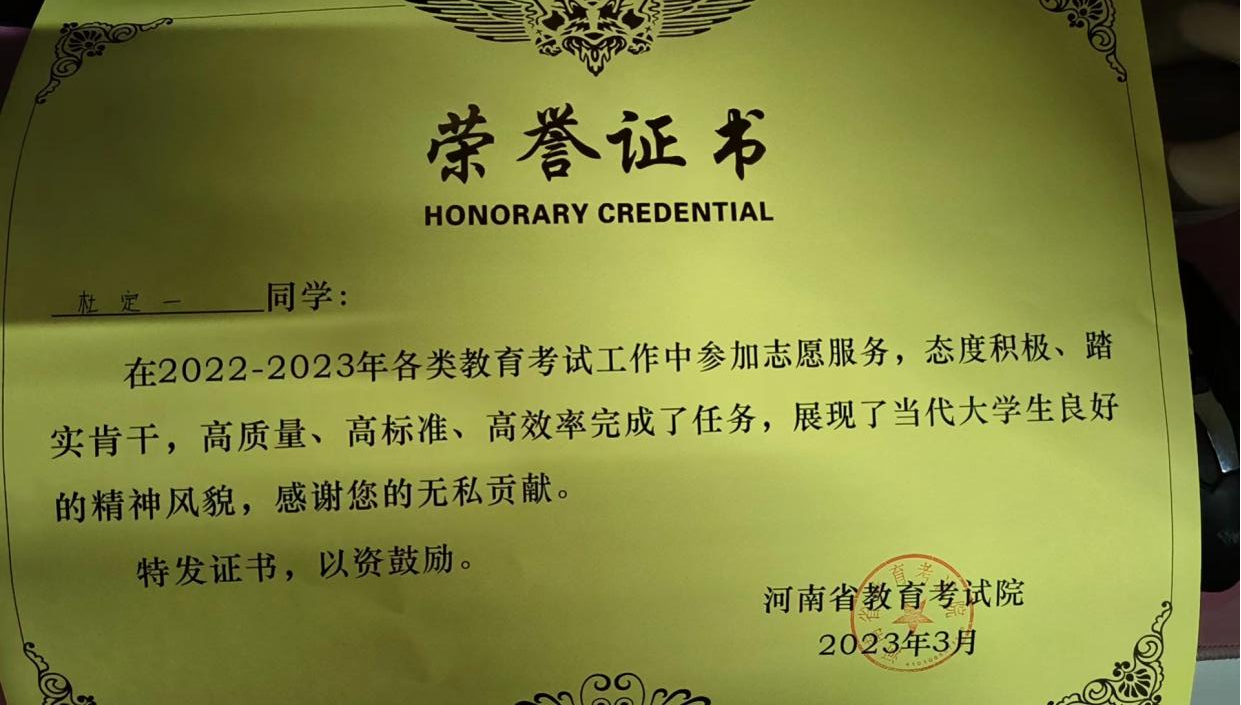 荣誉证书
HONORARY CREDENTIAL
杜定一 同学：
在2022-2023年各类教育考试工作中参加志愿服务，态度积极、踏
实肯干，高质量、高标准、高效率完成了任务，展现了当代大学生良好
的精神风貌，感谢您的无私贡献。
特发证书，以资鼓励。
河南省教育考试院
2023年3月